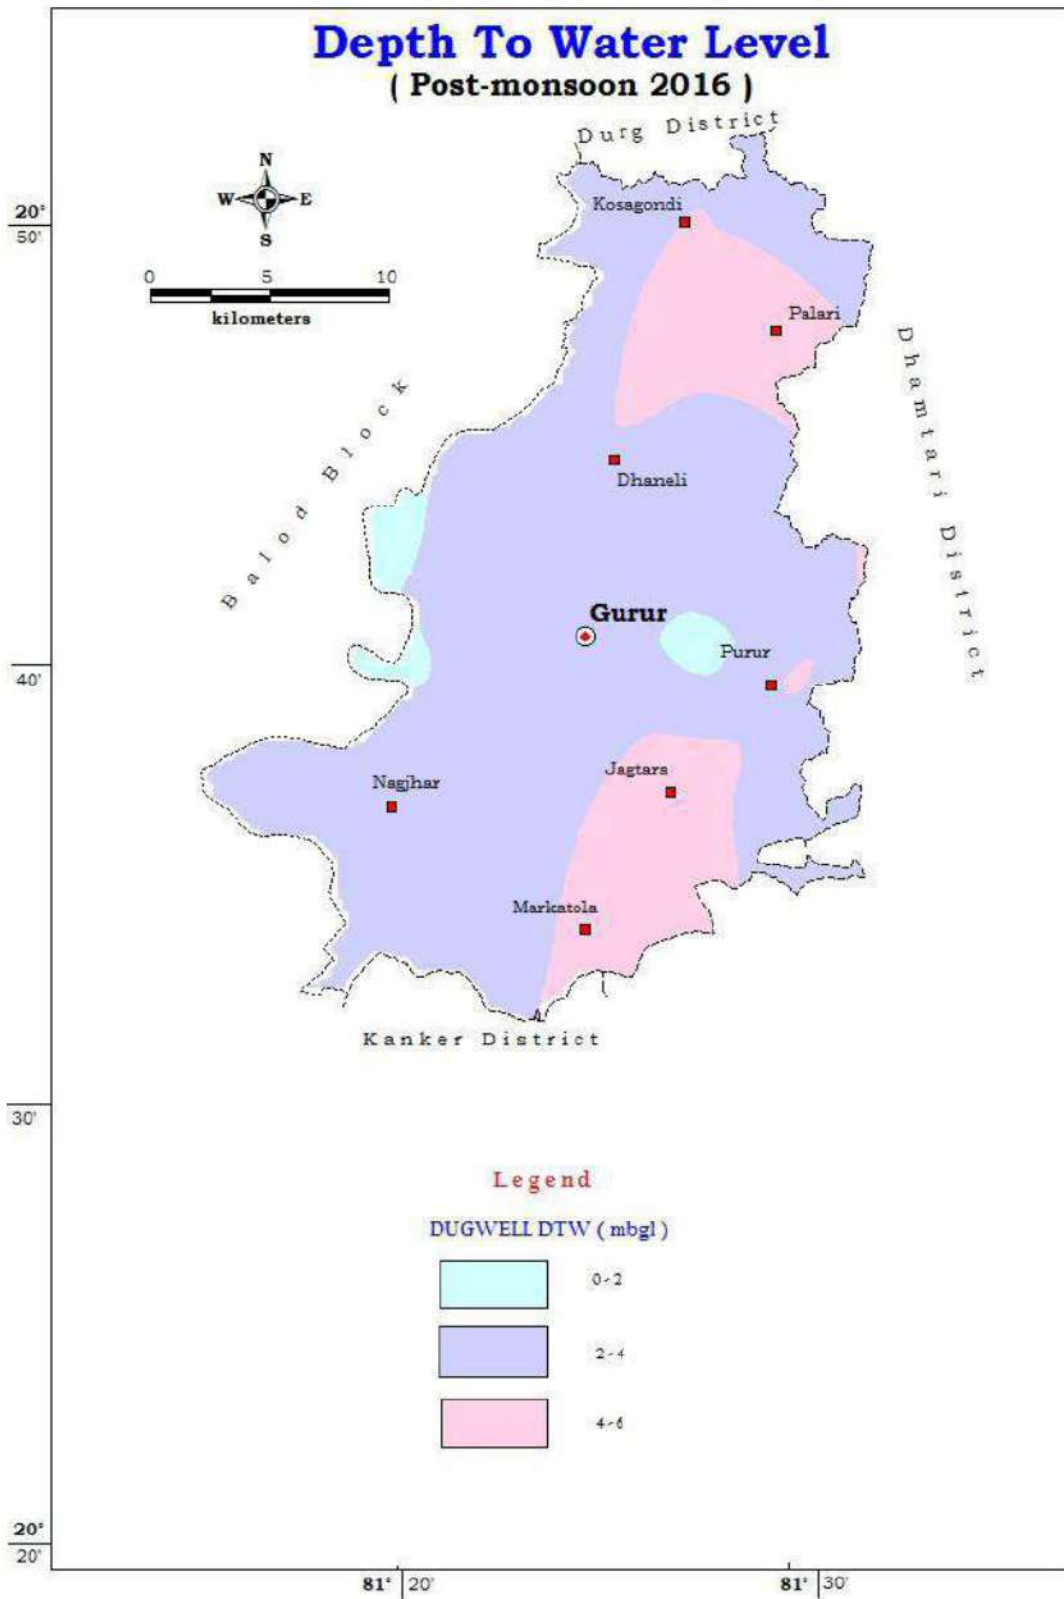 Depth To Water Level
( Post-monsoon 2016 )
Durg District
N
W E
S
20°
50'
Kosagondi
0 5 10
kilometers
Palari
Balod Block
Dhamtari District
Dhaneli
Gurur
Purur
40'
Jagtara
Nagjhar
Markatola
Kanker District
30'
Legend
DUGWELL DTW ( mbgl )
0-2
2-4
4-6
20°
20'
81° 20' 81° 30'